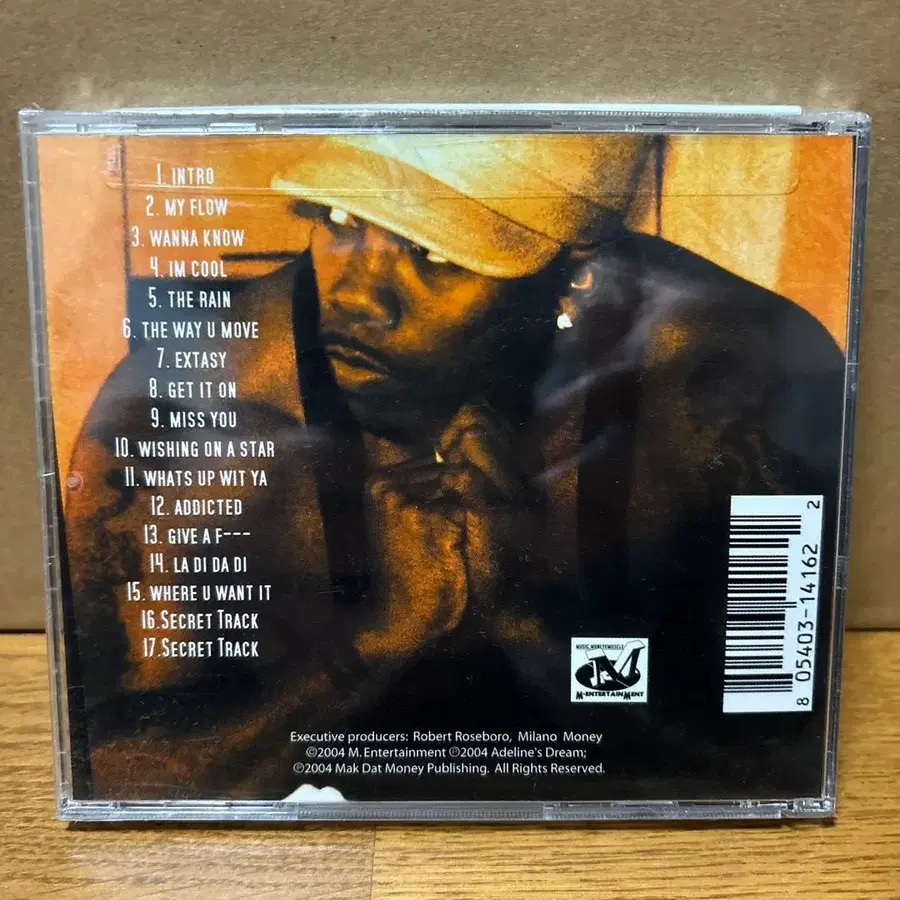 1. INTRO
2. MY FLOW
3. WANNA KNOW
4. IM COOL
5. THE RAIN
6. THE WAY U MOVE
7. EXTASY
8. GET IT ON
9. MISS YOU
10. WISHING ON A STAR
11. WHATS UP WIT YA
12. ADDICTED
13. GIVE A F---
14. LA DI DA DI
15. WHERE U WANT IT
16.SECRET TRACK
17.SECRET TRACK
MUSIC MONEY&MUSCLE
M-ENTERTAINMENT
8 05403-14162 2
Executive producers: Robert Roseboro, Milano Money
©2004 M. Entertainment ℗2004 Adeline's Dream;
℗2004 Mak Dat Money Publishing. All Rights Reserved.